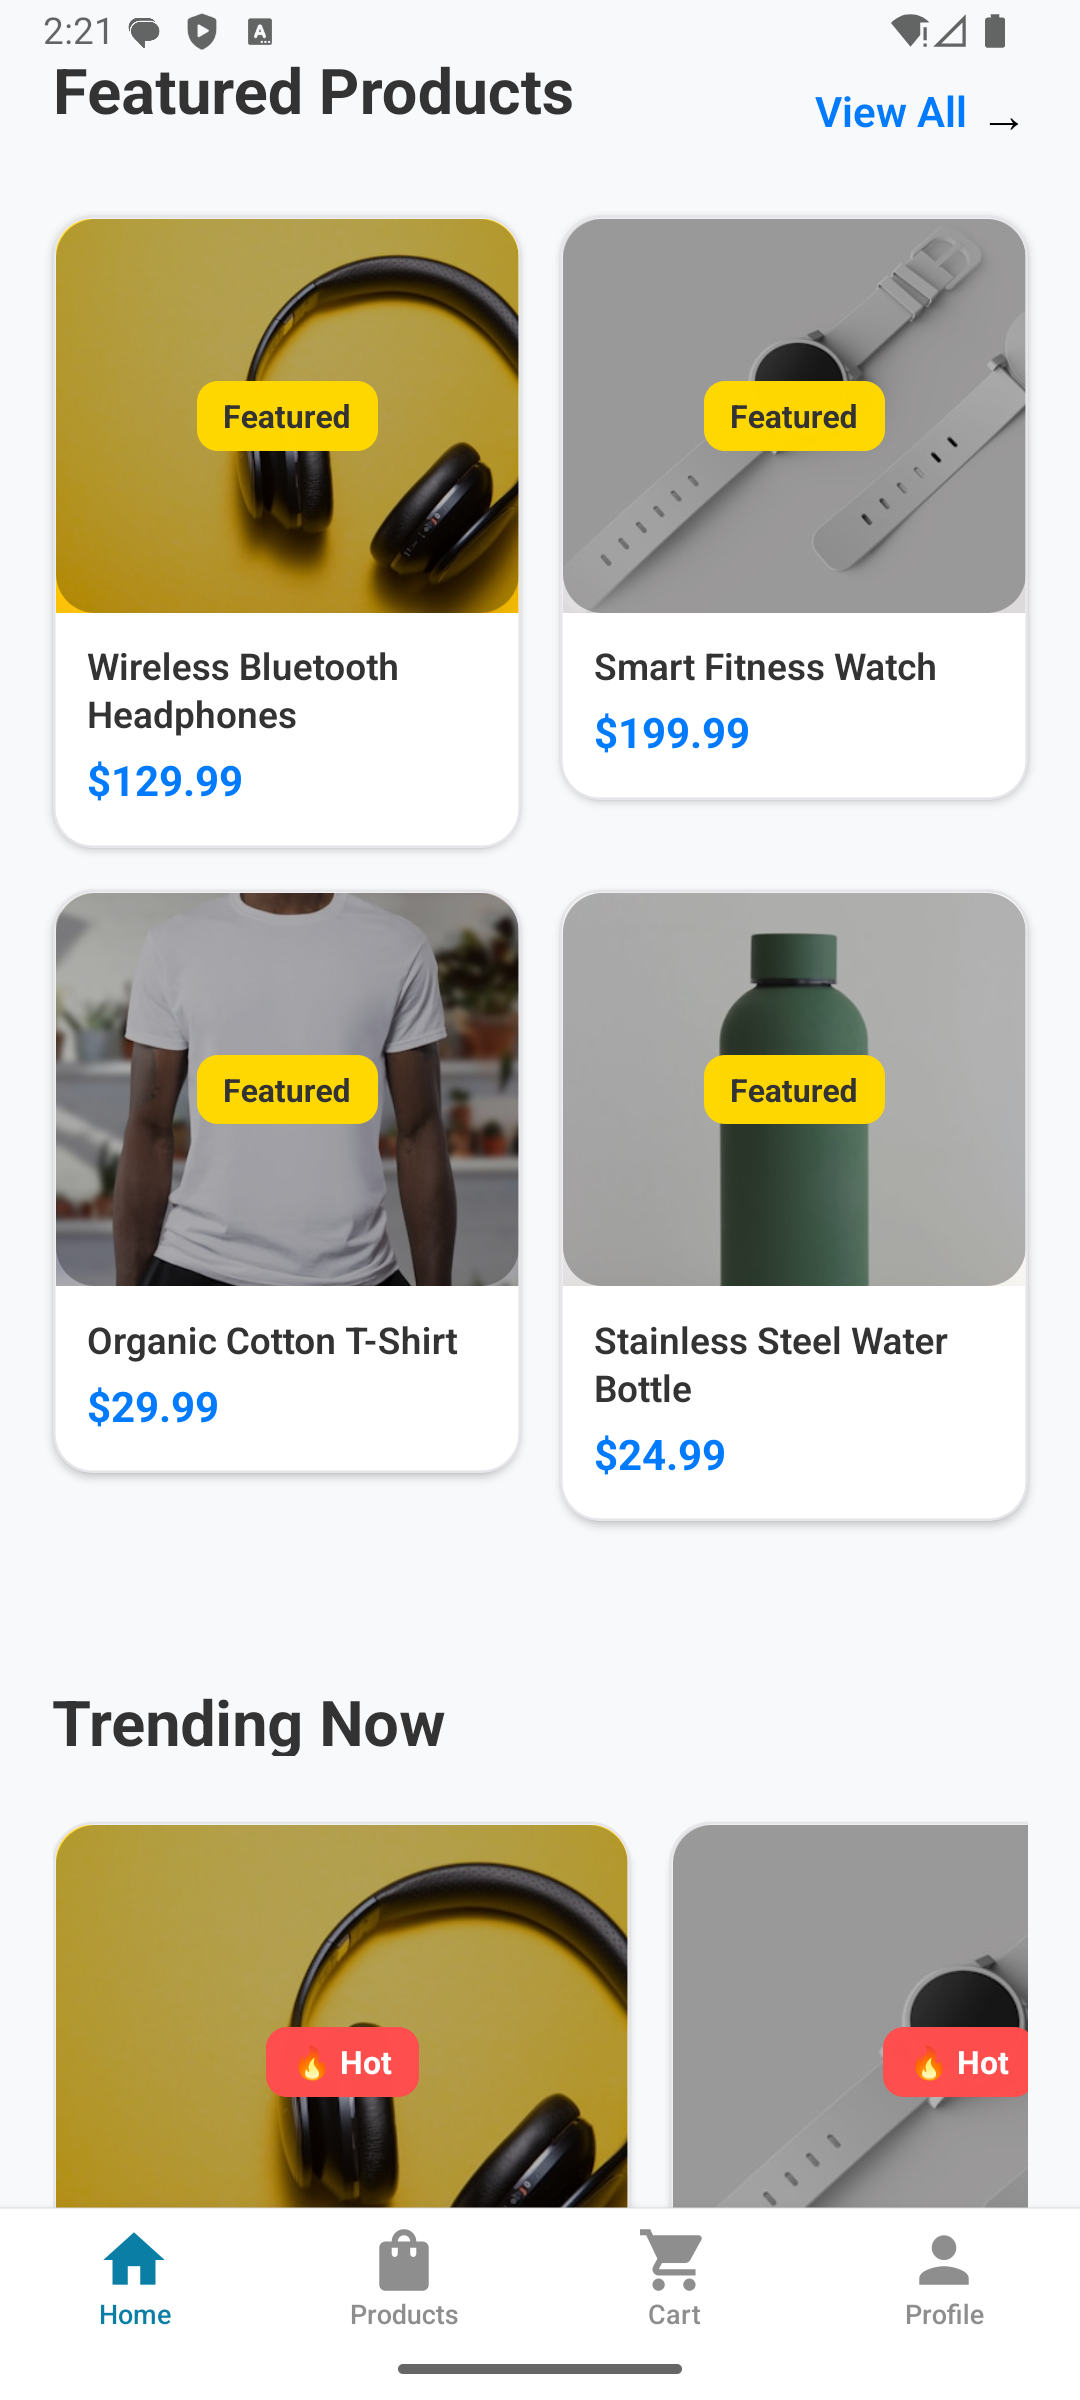 2:21
Featured Products
View All →
Featured
Featured
Wireless Bluetooth
Headphones
$129.99
Smart Fitness Watch
$199.99
Featured
Featured
Organic Cotton T-Shirt
$29.99
Stainless Steel Water
Bottle
$24.99
Trending Now
🔥 Hot
🔥 Hot
Home
Products
Cart
Profile